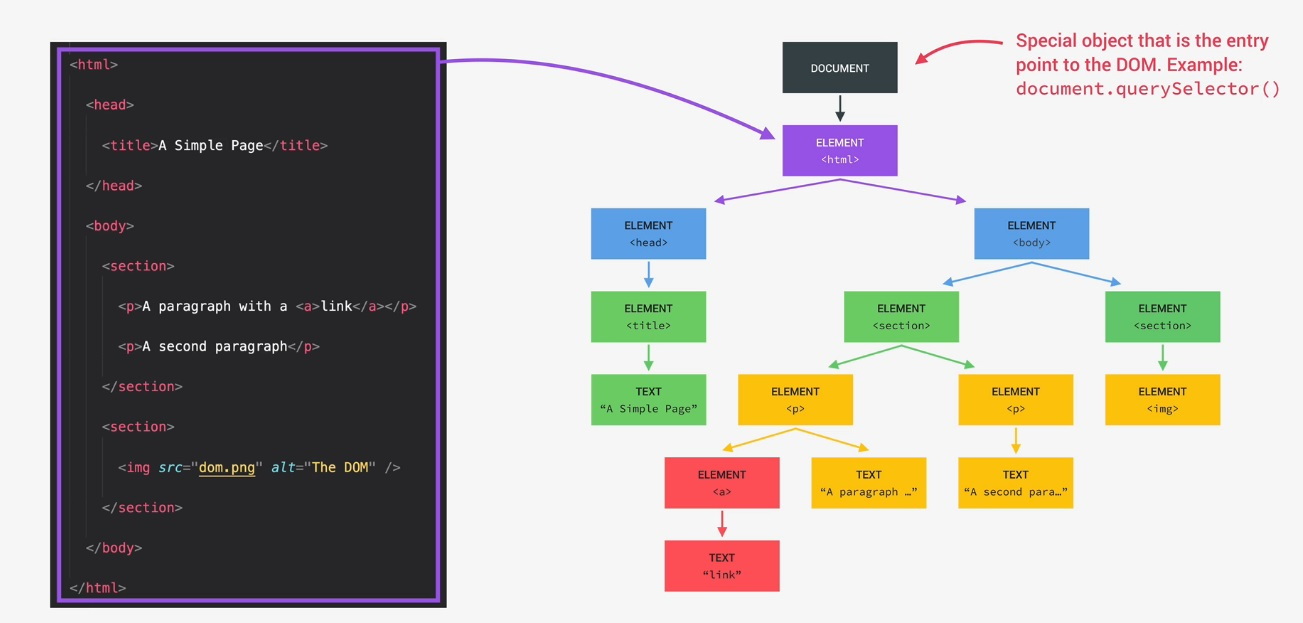 <html>
<head>
<title>A Simple Page</title>
</head>
<body>
<section>
<p>A paragraph with a <a>link</a></p>
<p>A second paragraph</p>
</section>
<section>
<img src="dom.png" alt="The DOM" />
</section>
</body>
</html>
DOCUMENT
Special object that is the entry
point to the DOM. Example:
document.querySelector()
ELEMENT
<html>
ELEMENT
<head>
ELEMENT
<body>
ELEMENT
<title>
ELEMENT
<section>
ELEMENT
<section>
TEXT
“A Simple Page”
ELEMENT
<p>
ELEMENT
<p>
ELEMENT
<img>
ELEMENT
<a>
TEXT
“A paragraph …”
TEXT
“A second para…”
TEXT
“link”